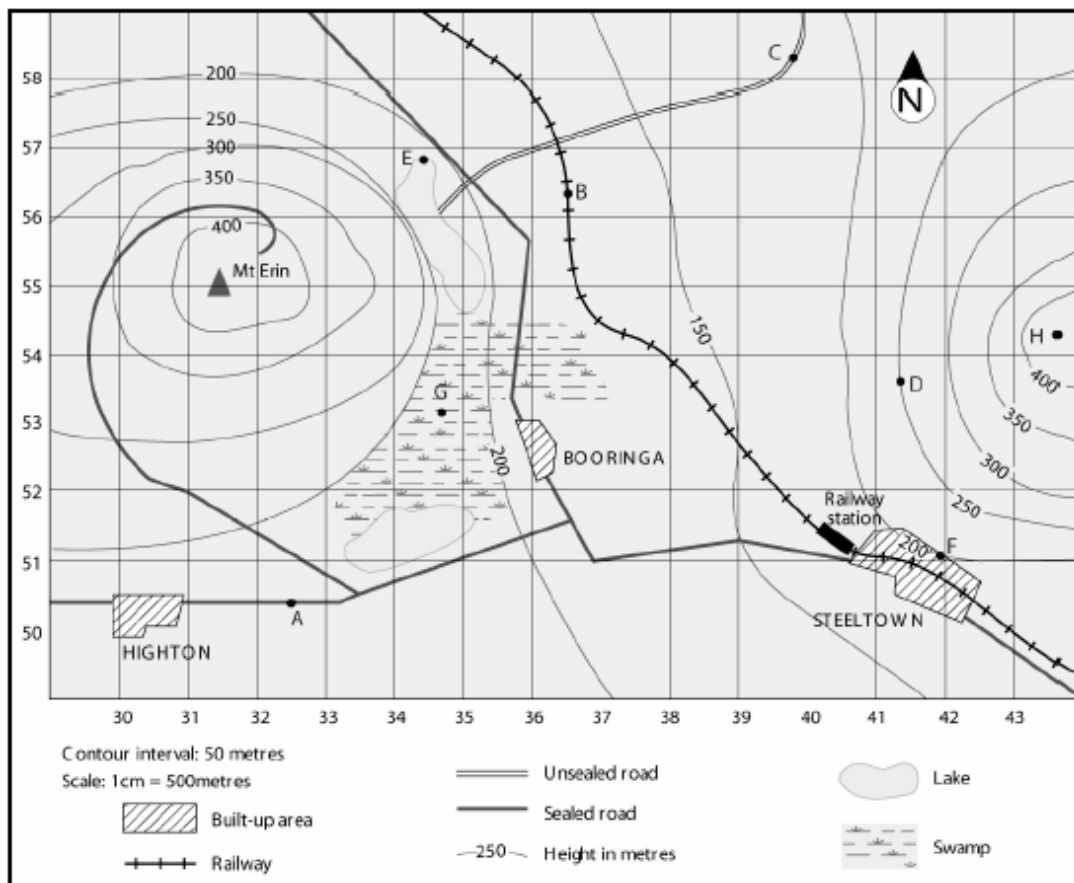 58
57
56
55
54
53
52
51
50
200
250
300
350
400
Mt Erin
E
C
N
B
150
H
D
400
350
300
250
G
200
BOORINGA
Railway
station
200
F
A
HIGHTON
STEELTOWN
30 31 32 33 34 35 36 37 38 39 40 41 42 43
Contour interval: 50 metres
Scale: 1cm = 500metres
Built-up area
Railway
Unsealed road
Sealed road
250 Height in metres
Lake
Swamp